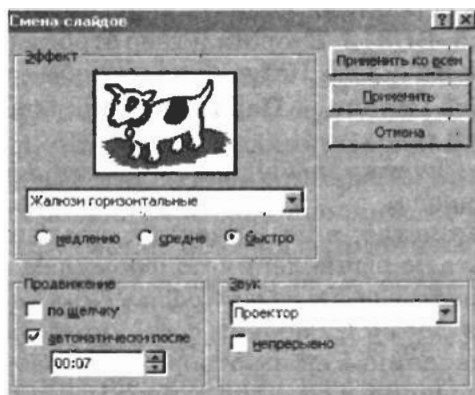 Смена слайдов
Эффект
Применить ко всем
Применить
Отмена
Жалюзи горизонтальные
медленно средне быстро
Продвижение
по щелчку
автоматически после
00:07
Звук
Проектор
непрерывно